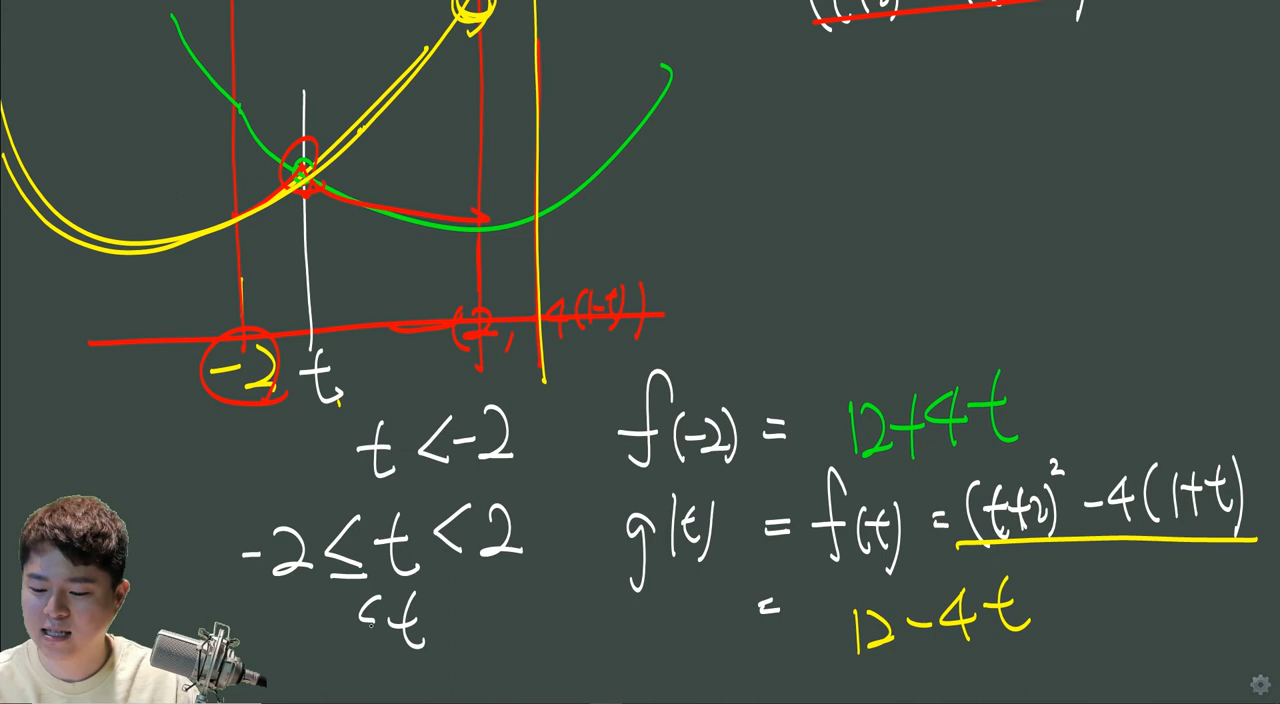 (2, 4(1-t))
-2 t
t < -2 f(-2) = 12+4t
-2 ≤ t < 2 g(t) = f(t) = (t+2)² -4(1+t)
≤ t = 12-4t